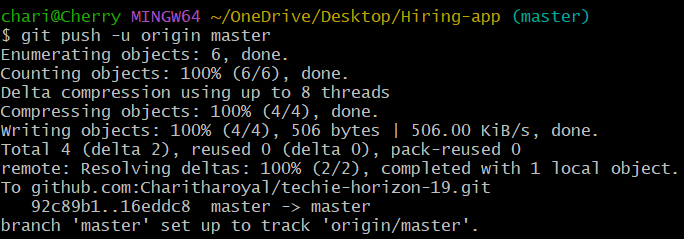 chari@Cherry MINGW64 ~/OneDrive/Desktop/Hiring-app (master)
$ git push -u origin master
Enumerating objects: 6, done.
Counting objects: 100% (6/6), done.
Delta compression using up to 8 threads
Compressing objects: 100% (4/4), done.
Writing objects: 100% (4/4), 506 bytes | 506.00 KiB/s, done.
Total 4 (delta 2), reused 0 (delta 0), pack-reused 0
remote: Resolving deltas: 100% (2/2), completed with 1 local object.
To github.com:Charitharoyal/techie-horizon-19.git
   92c89b1..16eddc8  master -> master
branch 'master' set up to track 'origin/master'.